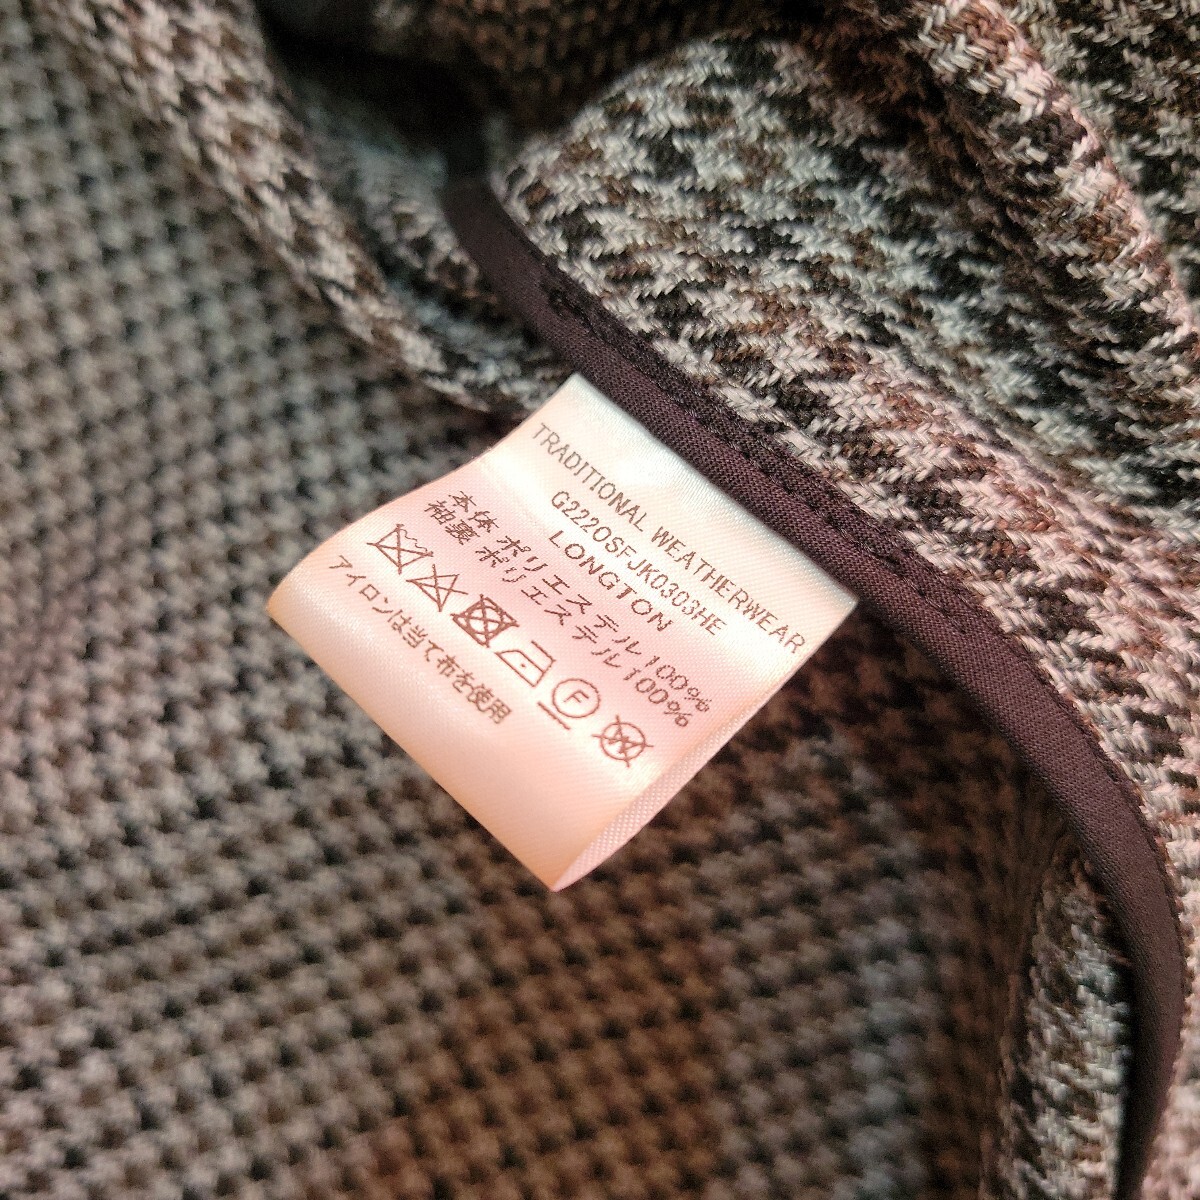 TRADITIONAL WEATHERWEAR
G2220SFJK0303HE
LONGTON
本体 ポリエステル100%
袖裏 ポリエステル100%
F W
アイロンは当て布を使用